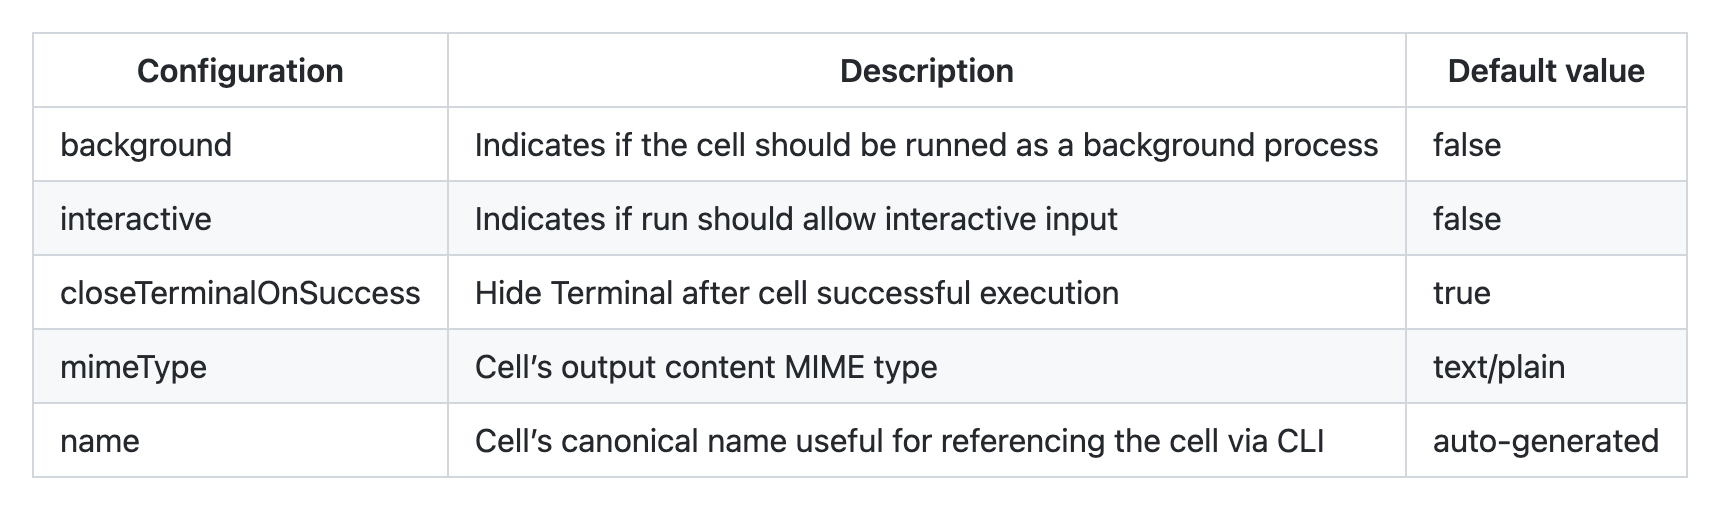 Configuration Description Default value
background Indicates if the cell should be runned as a background process false
interactive Indicates if run should allow interactive input false
closeTerminalOnSuccess Hide Terminal after cell successful execution true
mimeType Cell’s output content MIME type text/plain
name Cell’s canonical name useful for referencing the cell via CLI auto-generated